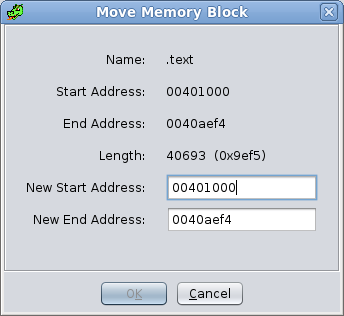 Move Memory Block
Name: .text
Start Address: 00401000
End Address: 0040aef4
Length: 40693 (0x9ef5)
New Start Address: 00401000
New End Address: 0040aef4
OK Cancel